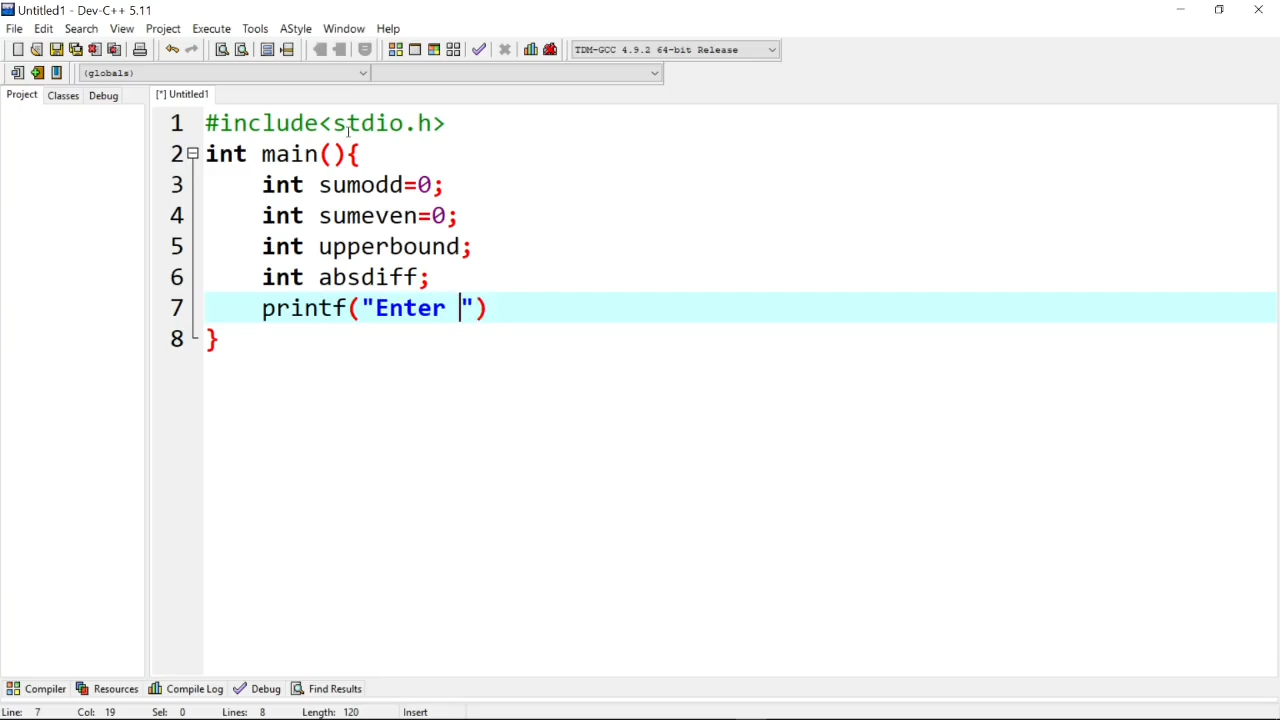 Untitled1 - Dev-C++ 5.11
File Edit Search View Project Execute Tools AStyle Window Help
TDM-GCC 4.9.2 64-bit Release
(globals)
Project Classes Debug [*] Untitled1
1 #include<stdio.h>
2 int main(){
3 int sumodd=0;
4 int sumeven=0;
5 int upperbound;
6 int absdiff;
7 printf("Enter ")
8 }
Compiler Resources Compile Log Debug Find Results
Line: 7 Col: 19 Sel: 0 Lines: 8 Length: 120 Insert